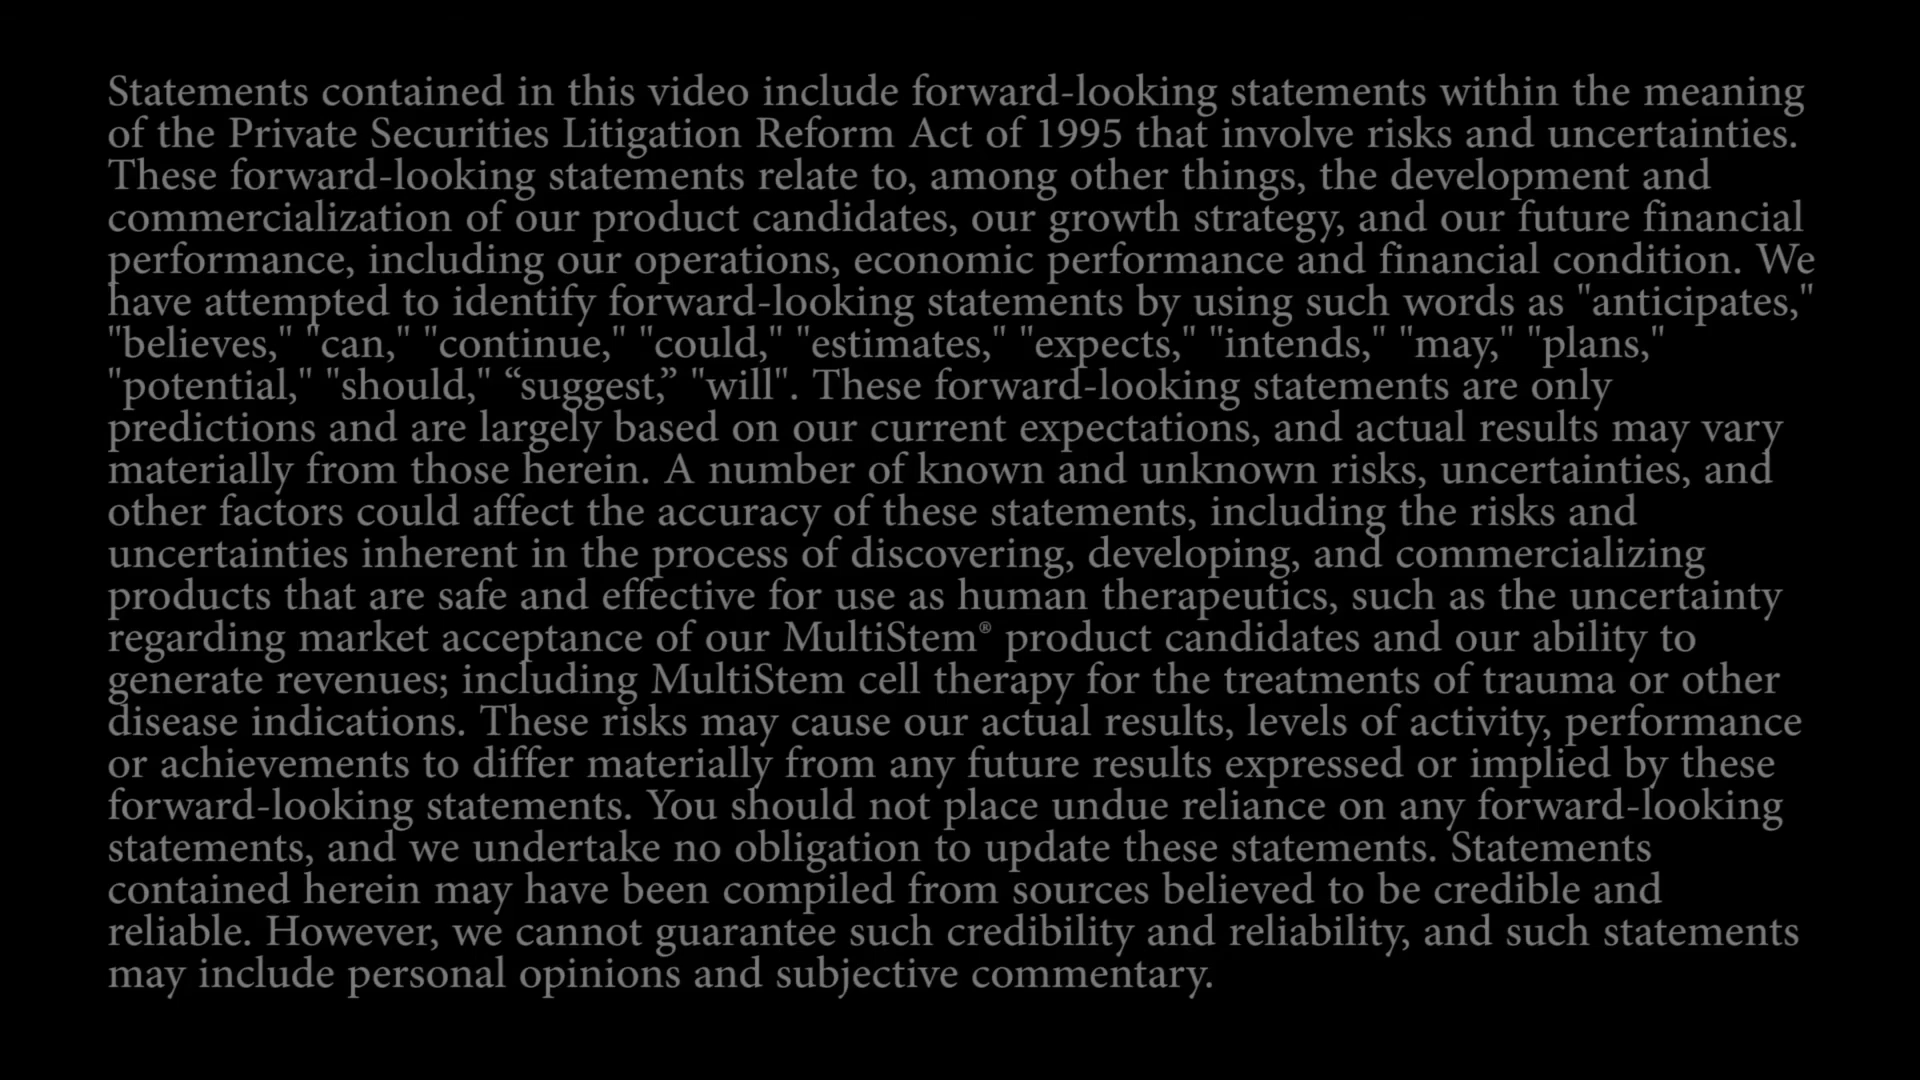 Statements contained in this video include forward-looking statements within the meaning
of the Private Securities Litigation Reform Act of 1995 that involve risks and uncertainties.
These forward-looking statements relate to, among other things, the development and
commercialization of our product candidates, our growth strategy, and our future financial
performance, including our operations, economic performance and financial condition. We
have attempted to identify forward-looking statements by using such words as "anticipates,"
"believes," "can," "continue," "could," "estimates," "expects," "intends," "may," "plans,"
"potential," "should," “suggest,” "will". These forward-looking statements are only
predictions and are largely based on our current expectations, and actual results may vary
materially from those herein. A number of known and unknown risks, uncertainties, and
other factors could affect the accuracy of these statements, including the risks and
uncertainties inherent in the process of discovering, developing, and commercializing
products that are safe and effective for use as human therapeutics, such as the uncertainty
regarding market acceptance of our MultiStem® product candidates and our ability to
generate revenues; including MultiStem cell therapy for the treatments of trauma or other
disease indications. These risks may cause our actual results, levels of activity, performance
or achievements to differ materially from any future results expressed or implied by these
forward-looking statements. You should not place undue reliance on any forward-looking
statements, and we undertake no obligation to update these statements. Statements
contained herein may have been compiled from sources believed to be credible and
reliable. However, we cannot guarantee such credibility and reliability, and such statements
may include personal opinions and subjective commentary.